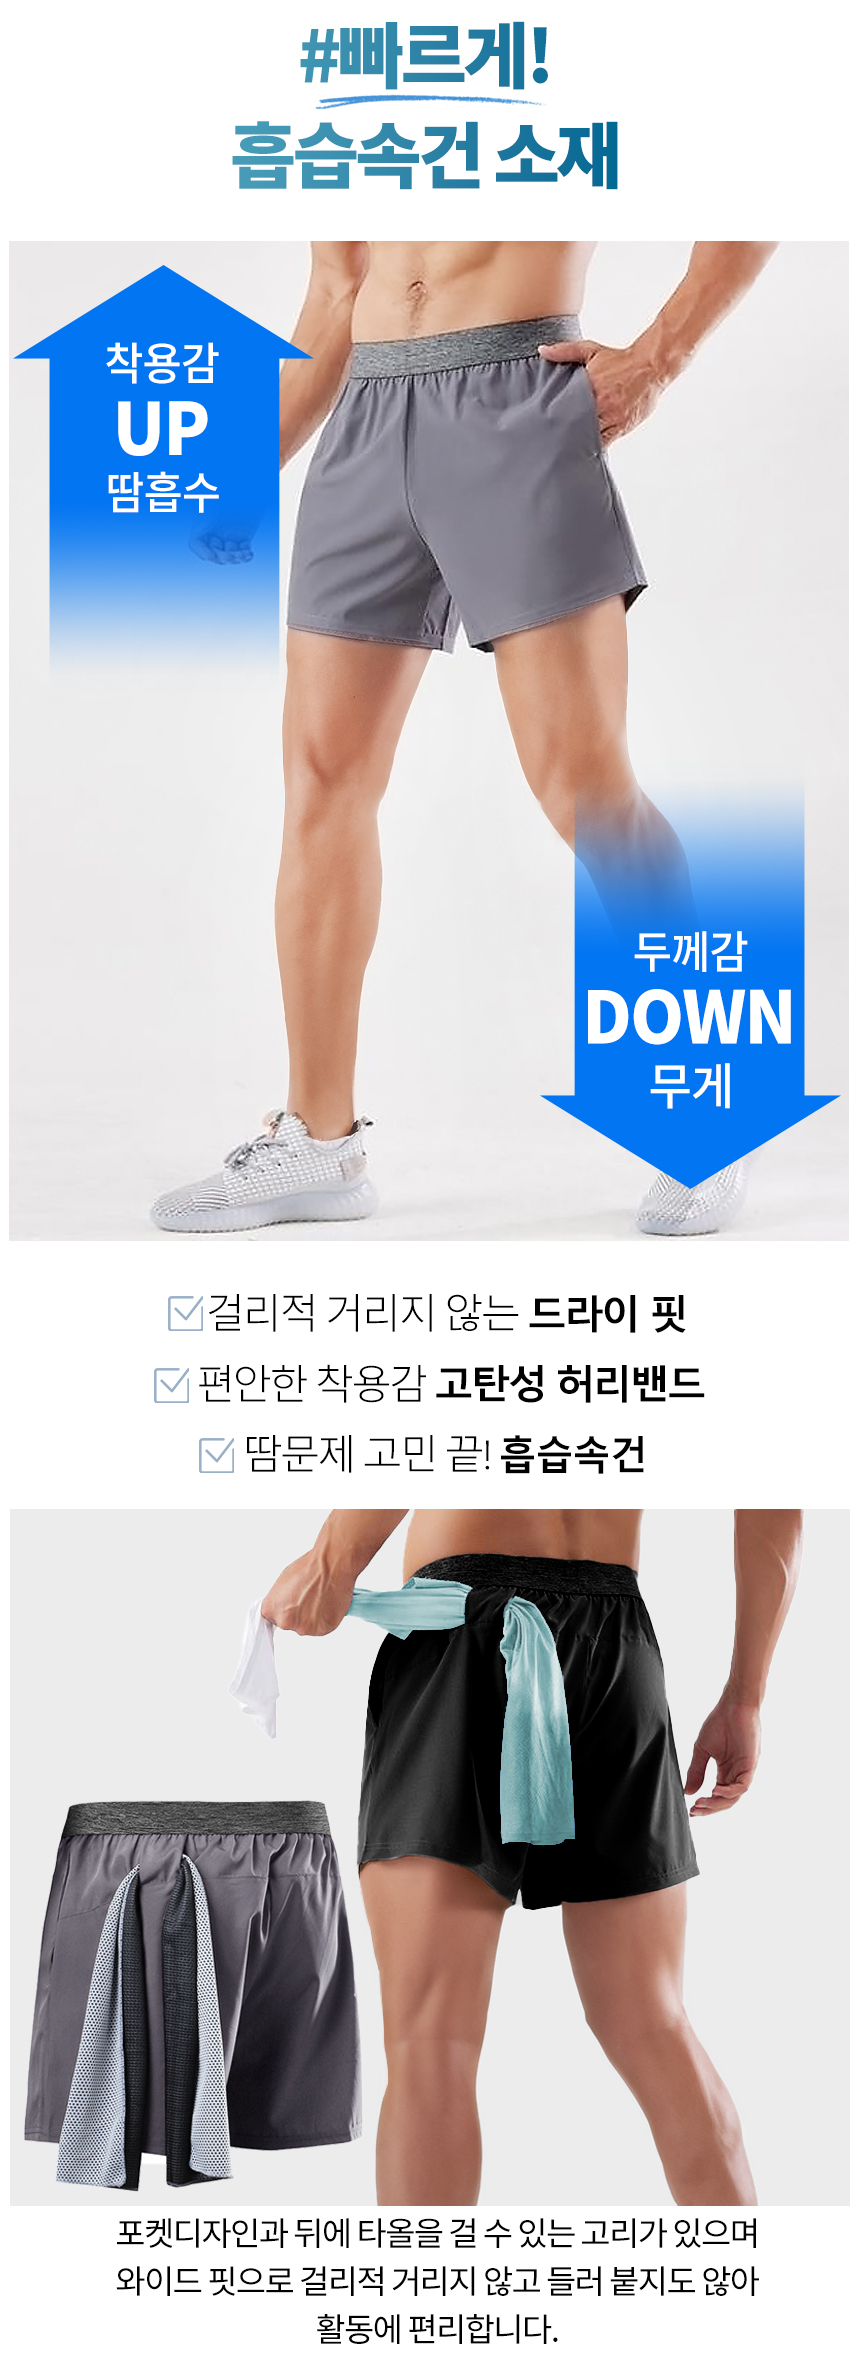 #빠르게!
흡습속건 소재
착용감
UP
땀흡수
두께감
DOWN
무게
걸리적 거리지 않는 드라이 핏
편안한 착용감 고탄성 허리밴드
땀문제 고민 끝! 흡습속건
포켓디자인과 뒤에 타올을 걸 수 있는 고리가 있으며
와이드 핏으로 걸리적 거리지 않고 들러 붙지도 않아
활동에 편리합니다.